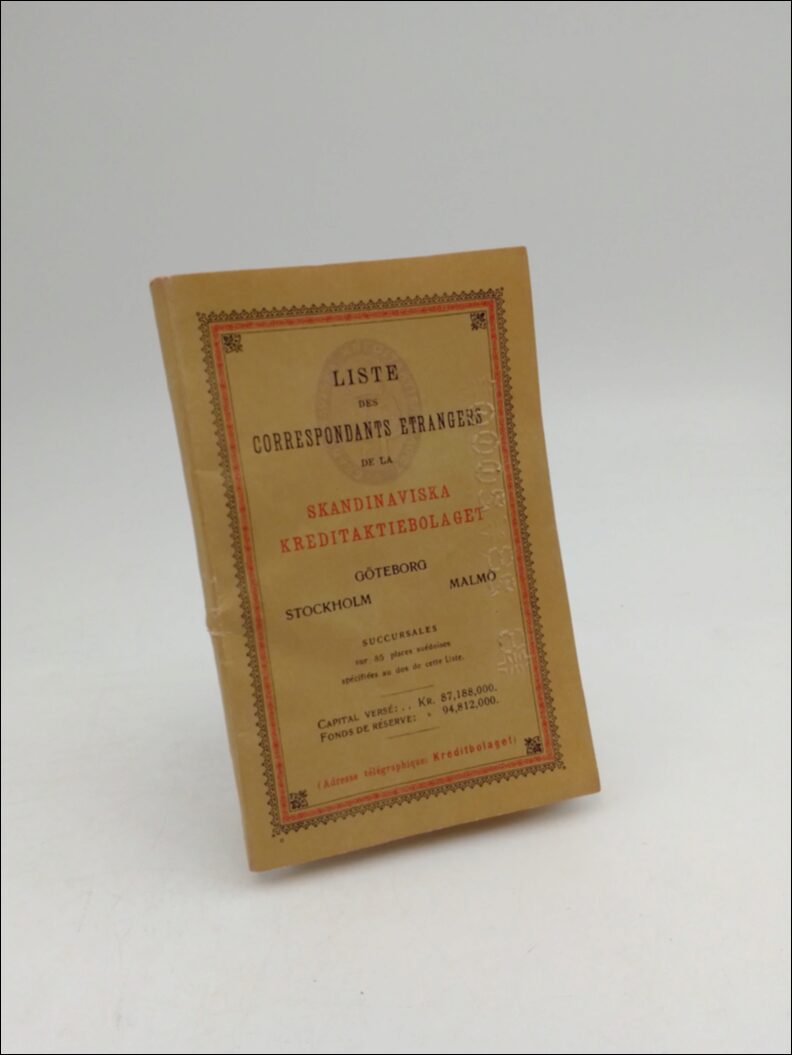 LISTE
DES
CORRESPONDANTS ETRANGERS
DE LA
SKANDINAVISKA
KREDITAKTIEBOLAGET
GÖTEBORG
STOCKHOLM MALMÖ
SUCCURSALES
sur 85 places suédoises
spécifiées au dos de cette Liste.
CAPITAL VERSÉ: . . KR. 87,188,000.
FONDS DE RÉSERVE: " 94,812,000.
(Adresse télégraphique: Kreditbolaget)